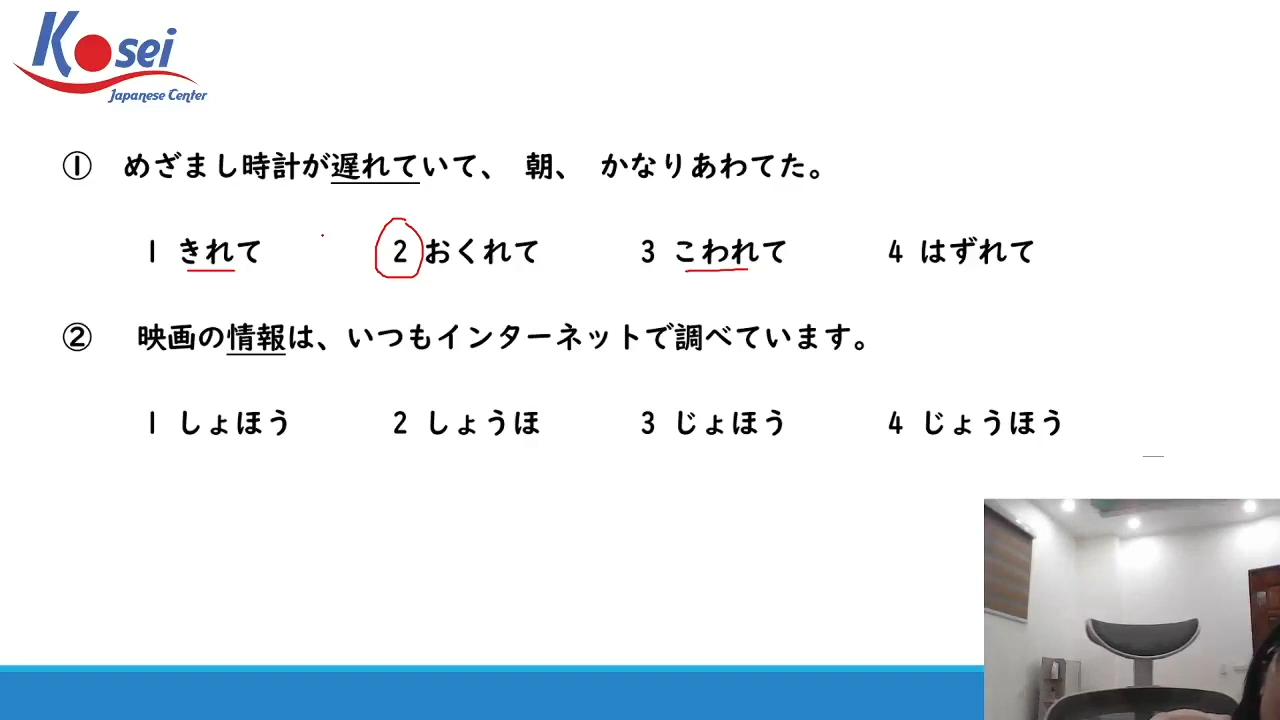 Kosei
Japanese Center
① めざまし時計が遅れていて、 朝、 かなりあわてた。
1 きれて 2 おくれて 3 こわれて 4 はずれて
② 映画の情報は、いつもインターネットで調べています。
1 しょほう 2 しょうほ 3 じょほう 4 じょうほう